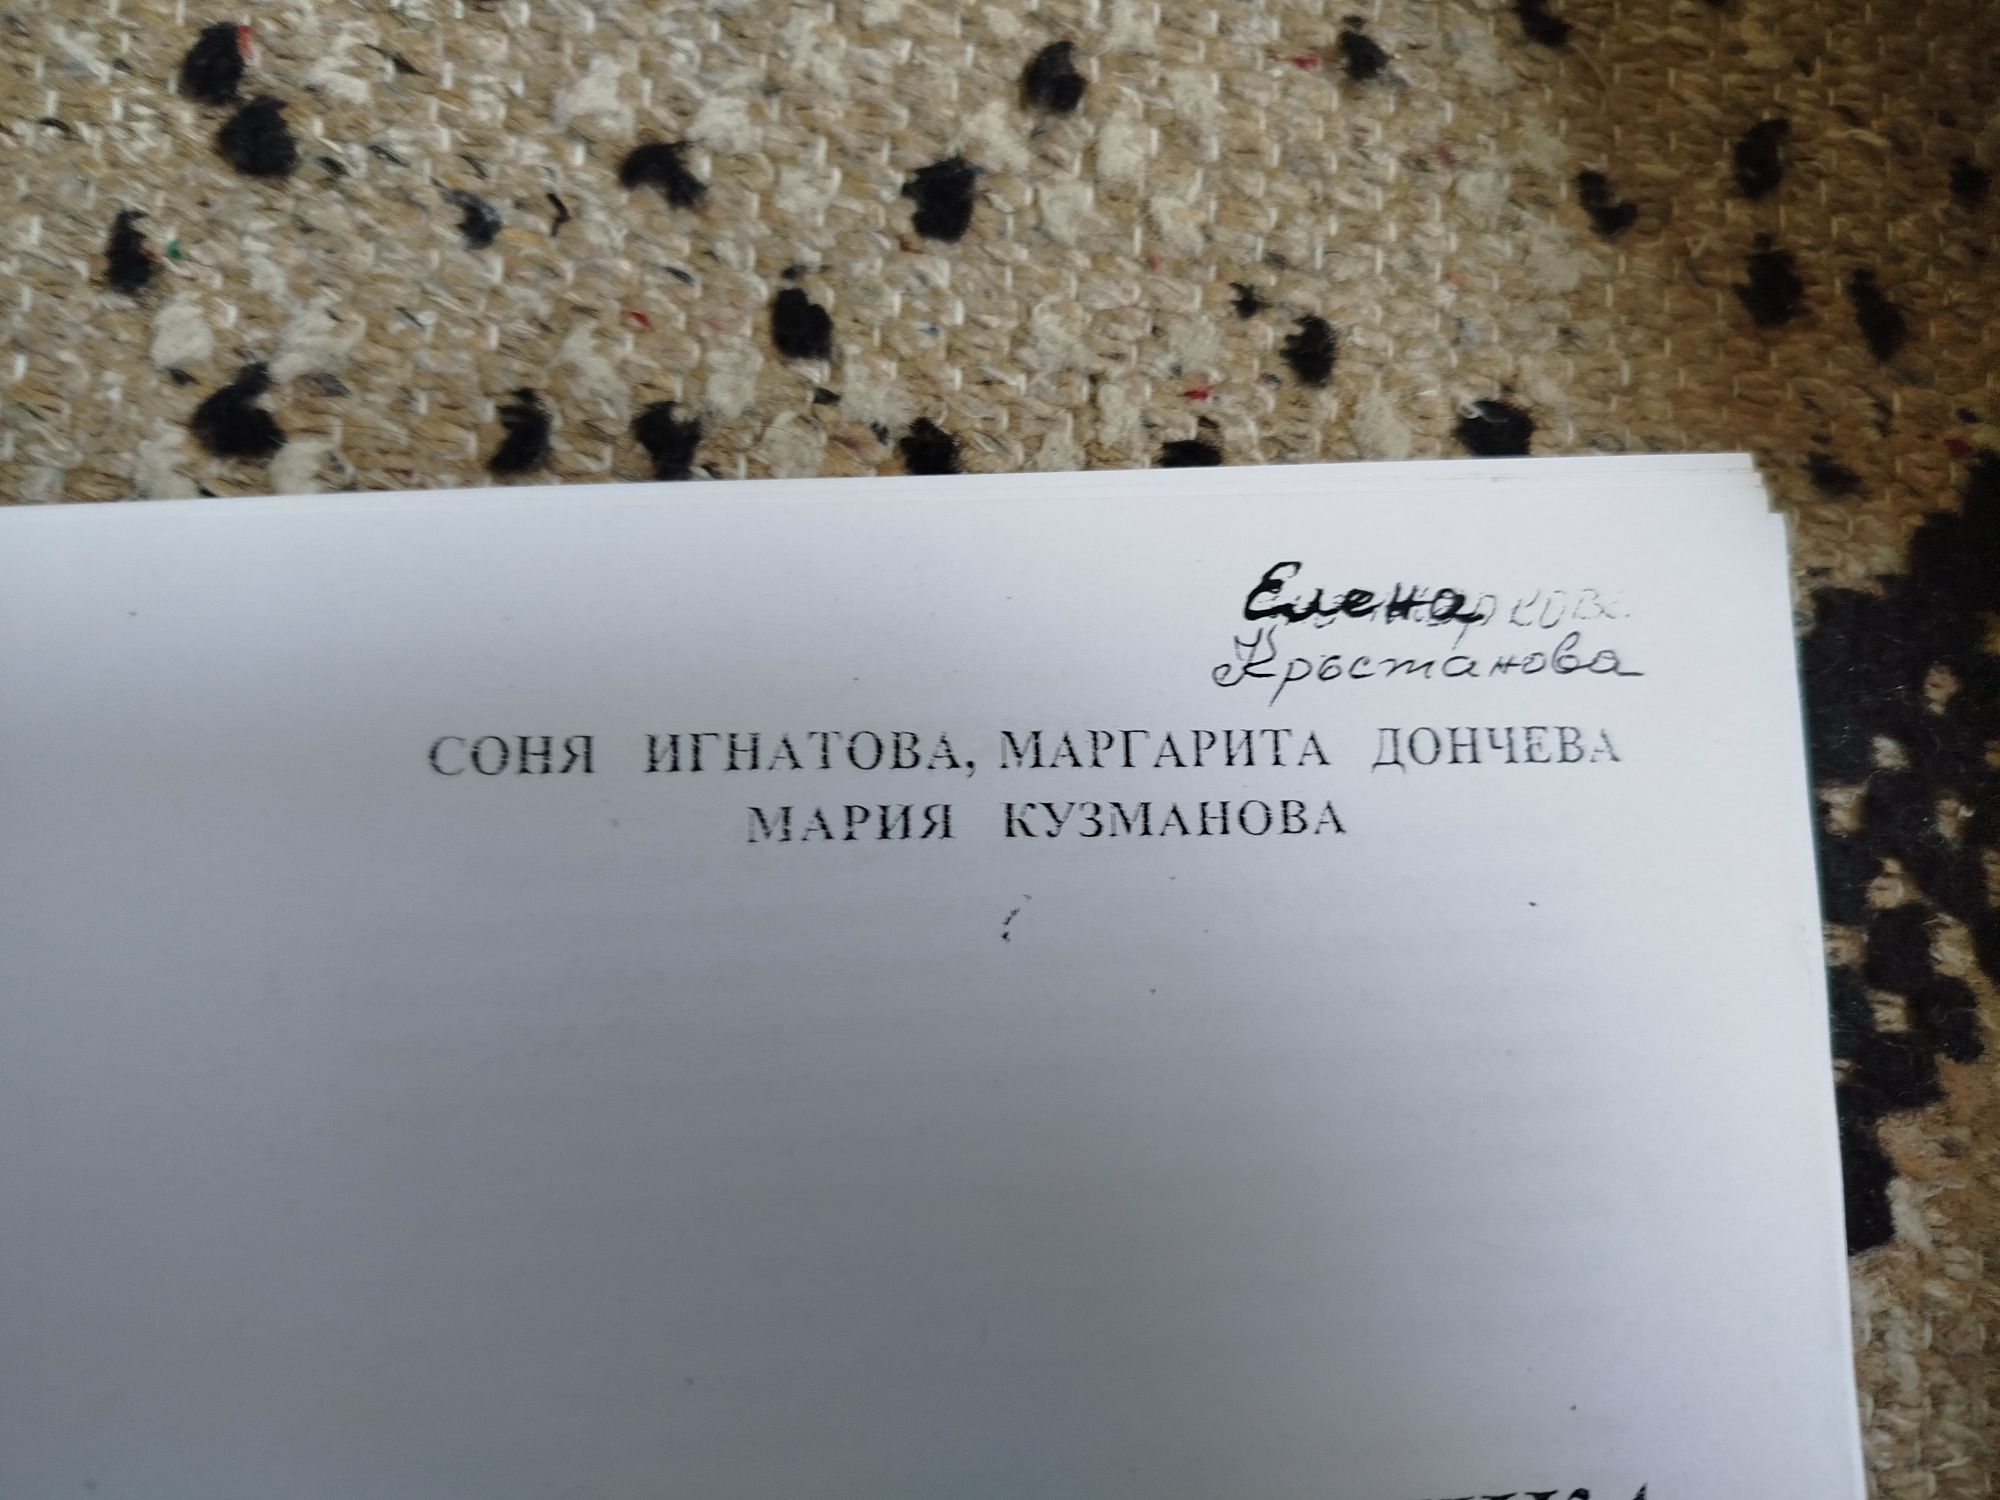 Елена
Кръстанова
СОНЯ ИГНАТОВА, МАРГАРИТА ДОНЧЕВА
МАРИЯ КУЗМАНОВА